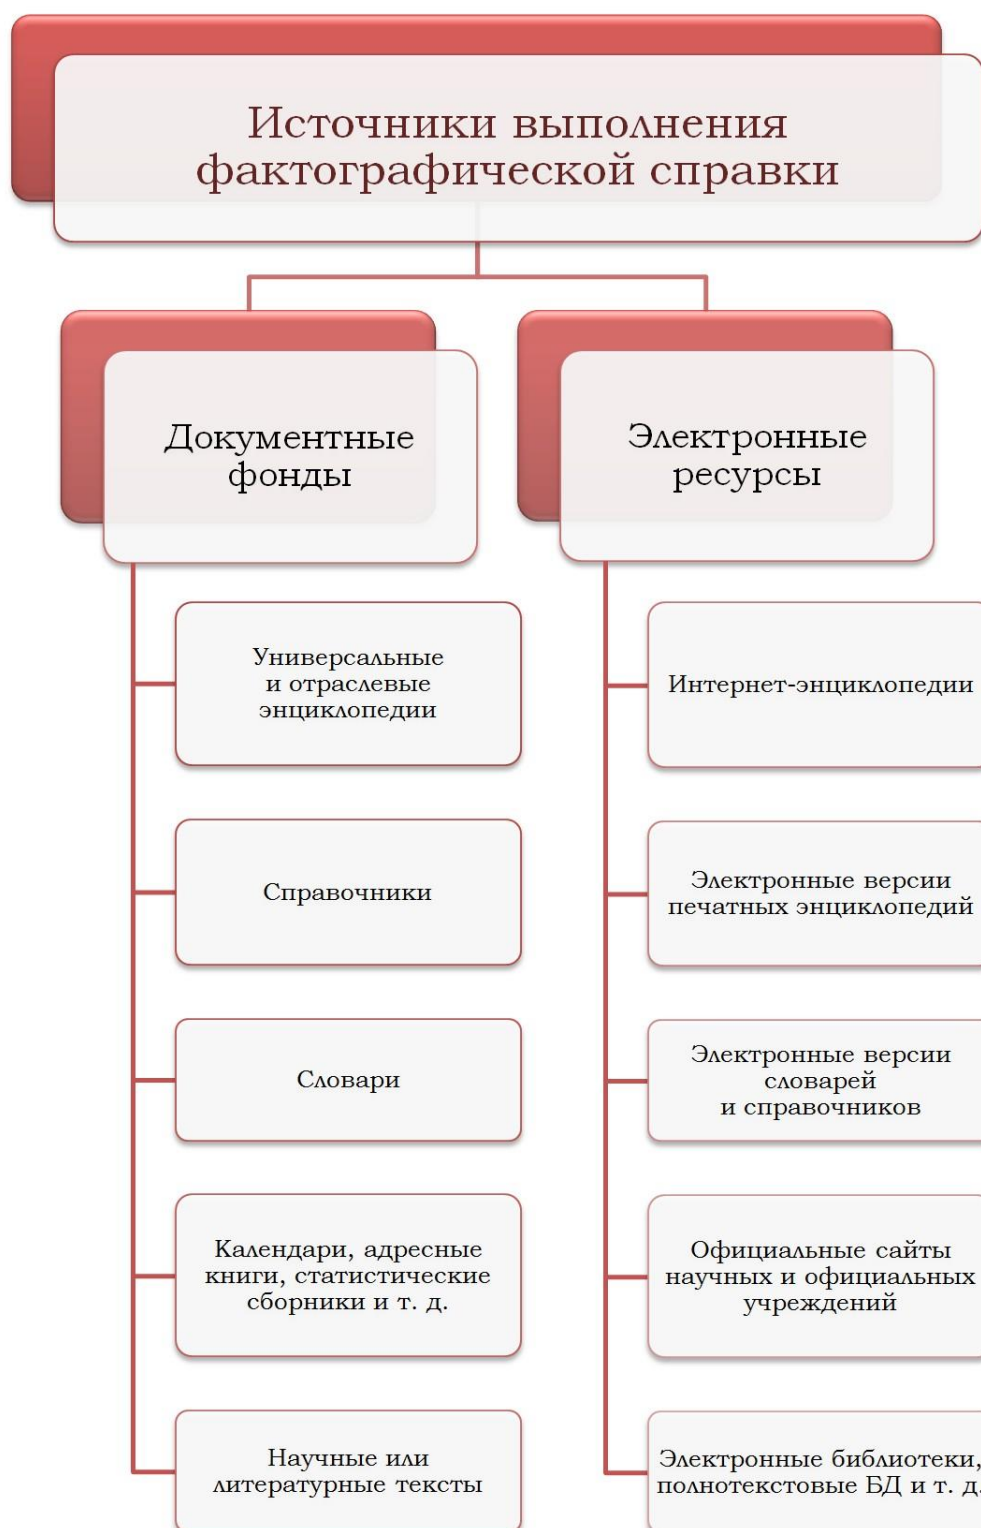 Источники выполнения
фактографической справки
Документные
фонды
Электронные
ресурсы
Универсальные
и отраслевые
энциклопедии
Интернет-энциклопедии
Справочники
Электронные версии
печатных энциклопедий
Словари
Электронные версии
словарей
и справочников
Календари, адресные
книги, статистические
сборники и т. д.
Официальные сайты
научных и официальных
учреждений
Научные или
литературные тексты
Электронные библиотеки,
полнотекстовые БД и т. д.